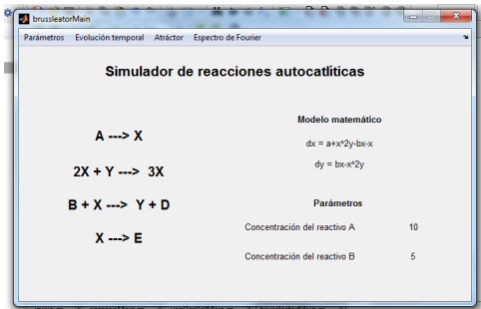 brussleatorMain
Parámetros Evolución temporal Atráctor Espectro de Fourier
Simulador de reacciones autocatlíticas
A ---> X
2X + Y ---> 3X
B + X ---> Y + D
X ---> E
Modelo matemático
dx = a+x^2y-bx-x
dy = bx-x^2y
Parámetros
Concentración del reactivo A 10
Concentración del reactivo B 5